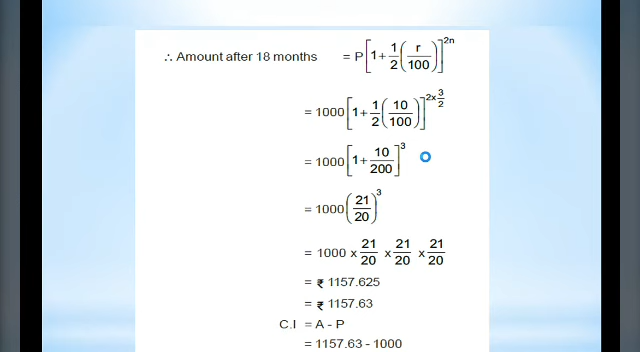 ∴ Amount after 18 months = P[1+1/2(r/100)]^2n
= 1000[1+1/2(10/100)]^2×3/2
= 1000[1+10/200]^3
= 1000(21/20)^3
= 1000 × 21/20 × 21/20 × 21/20
= ₹ 1157.625
= ₹ 1157.63
C.I = A - P
= 1157.63 - 1000